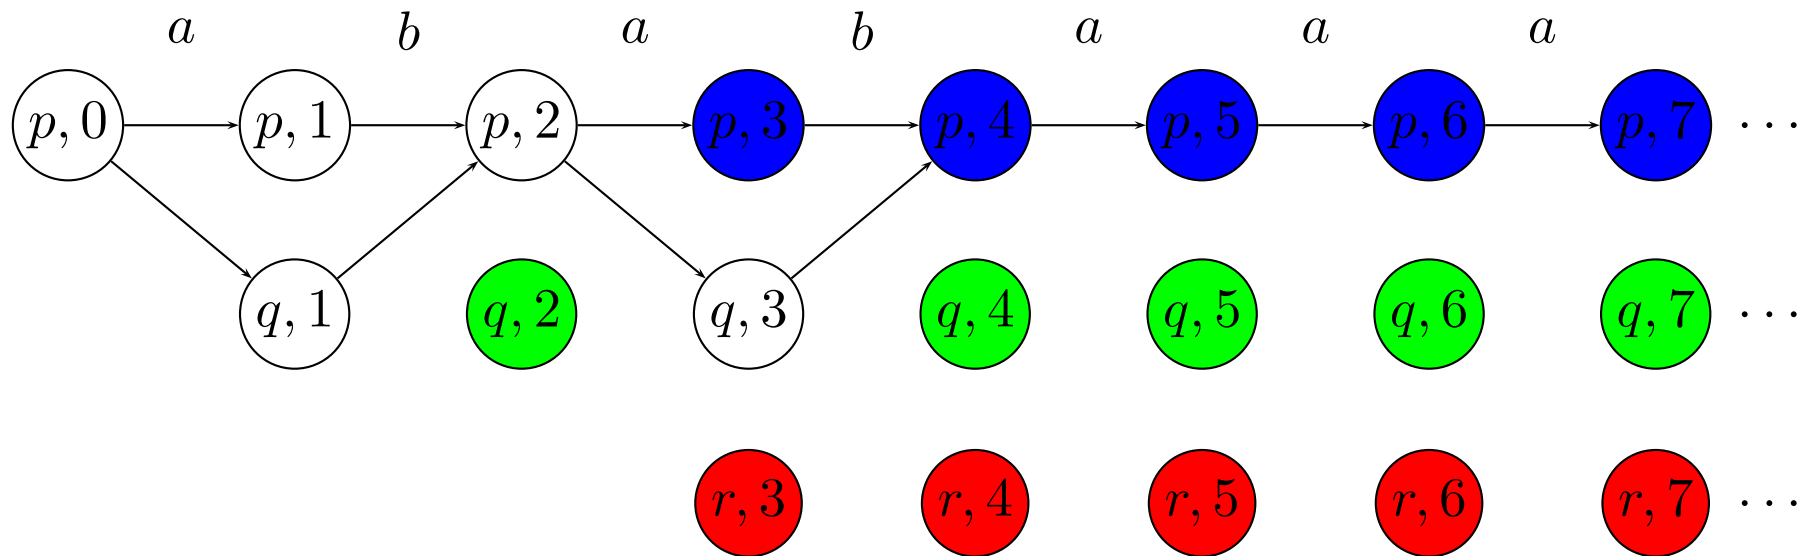 a b a b a a a
p, 0 p, 1 p, 2 p, 3 p, 4 p, 5 p, 6 p, 7 ···
q, 1 q, 2 q, 3 q, 4 q, 5 q, 6 q, 7 ···
r, 3 r, 4 r, 5 r, 6 r, 7 ···